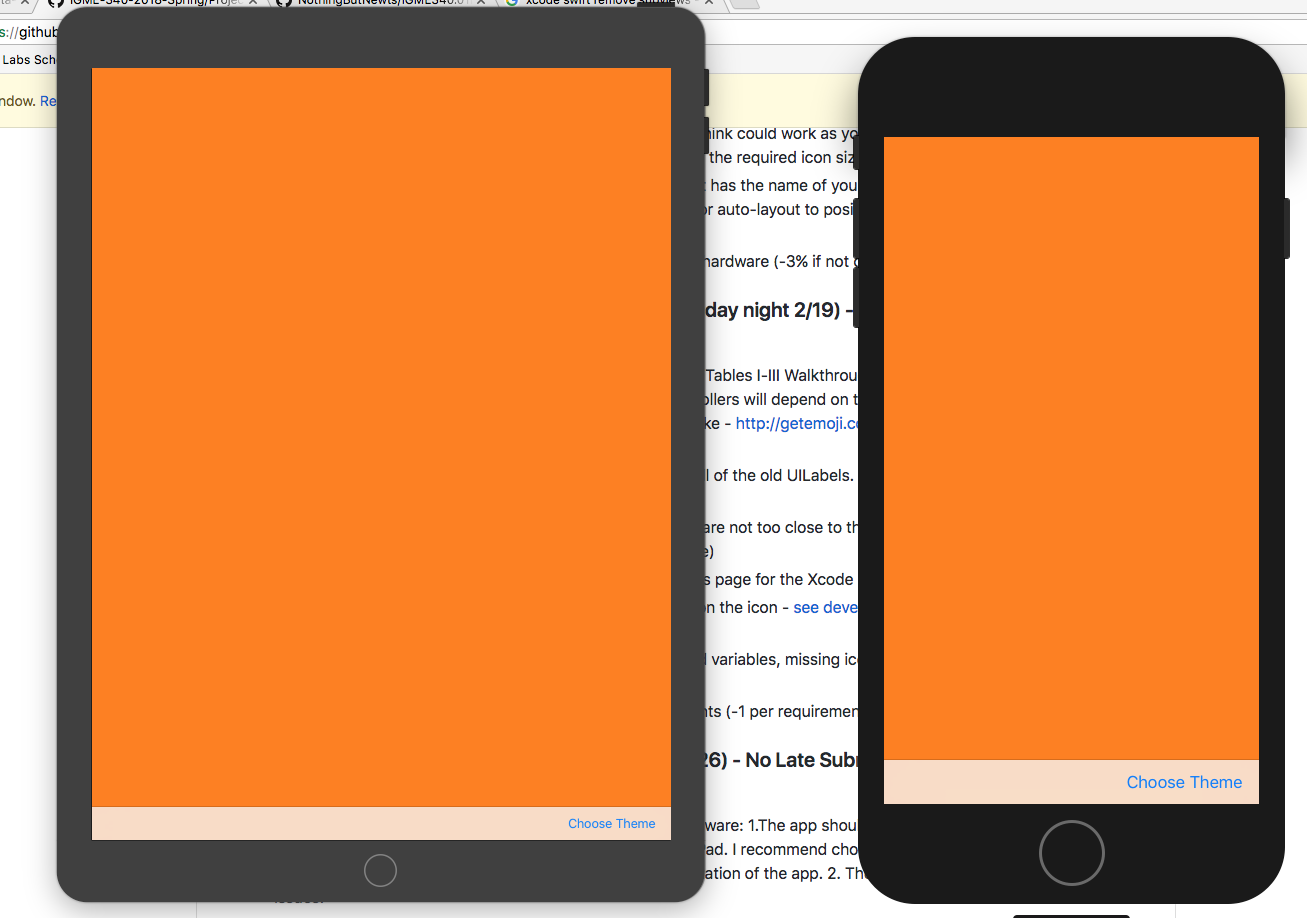 IGME-340-2018-Spring/Proje
NothingButNewts/IGME340.0
xcode swift remove subviews -
s://github
Labs Sch
ndow. Re
ink could work as yo
the required icon siz
has the name of you
or auto-layout to posi
hardware (-3% if not
day night 2/19) -
Tables I-III Walkthrou
ollers will depend on t
ke - http://getemoji.co
l of the old UILabels.
are not too close to th
e)
s page for the Xcode
on the icon - see deve
d variables, missing ic
nts (-1 per requiremen
26) - No Late Subm
Choose Theme
Choose Theme
ware: 1.The app shou
ad. I recommend cho
ation of the app. 2. Th